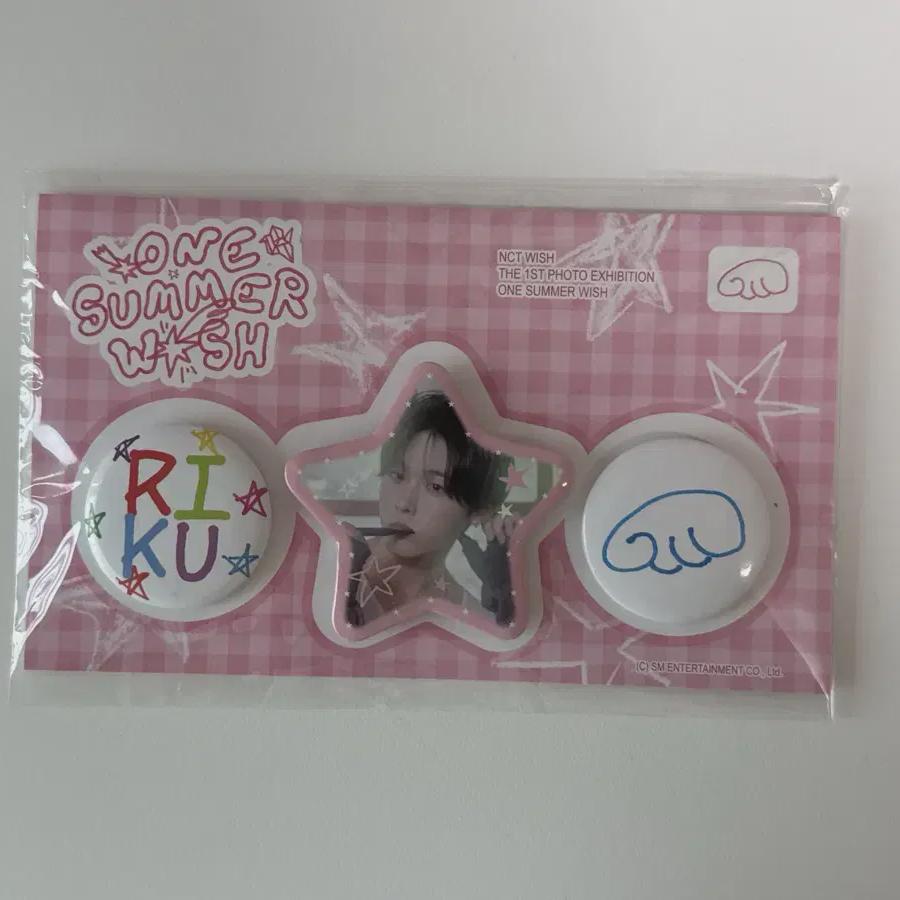 ONE
SUMMER
WISH
NCT WISH
THE 1ST PHOTO EXHIBITION
ONE SUMMER WISH
RI
KU
(C) SM ENTERTAINMENT CO., Ltd.